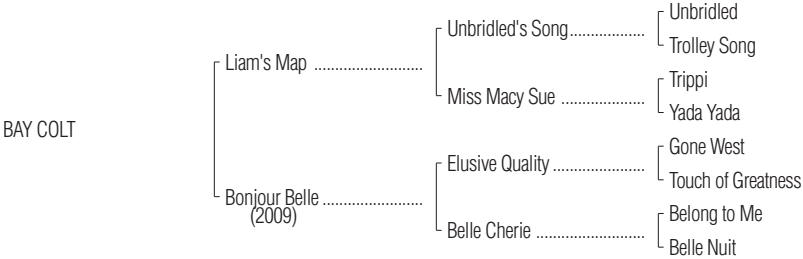 Unbridled
Unbridled's Song..................
Trolley Song
Liam's Map ..........................
Trippi
Miss Macy Sue ....................
Yada Yada
BAY COLT
Gone West
Elusive Quality ......................
Touch of Greatness
Bonjour Belle ........................
(2009)
Belong to Me
Belle Cherie ..........................
Belle Nuit